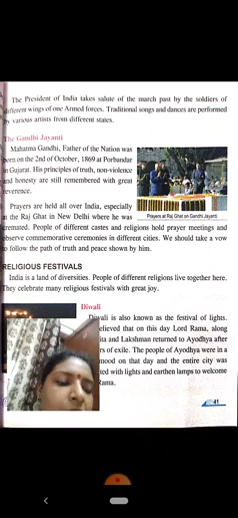 The President of India takes salute of the march past by the soldiers of
different wings of our Armed forces. Traditional songs and dances are performed
by various artists from different states.
The Gandhi Jayanti
Mahatma Gandhi, Father of the Nation was
born on the 2nd of October, 1869 at Porbandar
in Gujarat. His principles of truth, non-violence
and honesty are still remembered with great
reverence.
Prayers at Raj Ghat on Gandhi Jayanti
Prayers are held all over India, especially
at the Raj Ghat in New Delhi where he was
cremated. People of different castes and religions hold prayer meetings and
observe commemorative ceremonies in different cities. We should take a vow
to follow the path of truth and peace shown by him.
RELIGIOUS FESTIVALS
India is a land of diversities. People of different religions live together here.
They celebrate many religious festivals with great joy.
Diwali
Diwali is also known as the festival of lights.
elieved that on this day Lord Rama, along
ita and Lakshman returned to Ayodhya after
rs of exile. The people of Ayodhya were in a
mood on that day and the entire city was
ted with lights and earthen lamps to welcome
Rama.
41